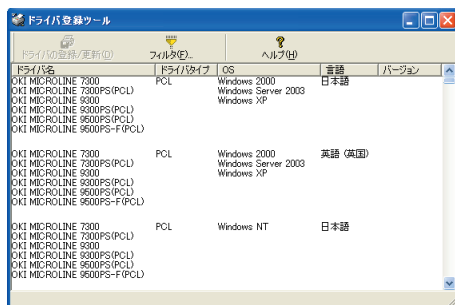 ドライバ登録ツール
ドライバの登録/更新(D) フィルタ(F)... ヘルプ(H)
ドライバ名 ドライバタイプ OS 言語 バージョン
OKI MICROLINE 7300 PCL Windows 2000 日本語
OKI MICROLINE 7300PS(PCL) Windows Server 2003
OKI MICROLINE 9300 Windows XP
OKI MICROLINE 9300PS(PCL)
OKI MICROLINE 9500PS(PCL)
OKI MICROLINE 9500PS-F(PCL)
OKI MICROLINE 7300 PCL Windows 2000 英語 (英国)
OKI MICROLINE 7300PS(PCL) Windows Server 2003
OKI MICROLINE 9300 Windows XP
OKI MICROLINE 9300PS(PCL)
OKI MICROLINE 9500PS(PCL)
OKI MICROLINE 9500PS-F(PCL)
OKI MICROLINE 7300 PCL Windows NT 日本語
OKI MICROLINE 7300PS(PCL)
OKI MICROLINE 9300
OKI MICROLINE 9300PS(PCL)
OKI MICROLINE 9500PS(PCL)
OKI MICROLINE 9500PS-F(PCL)